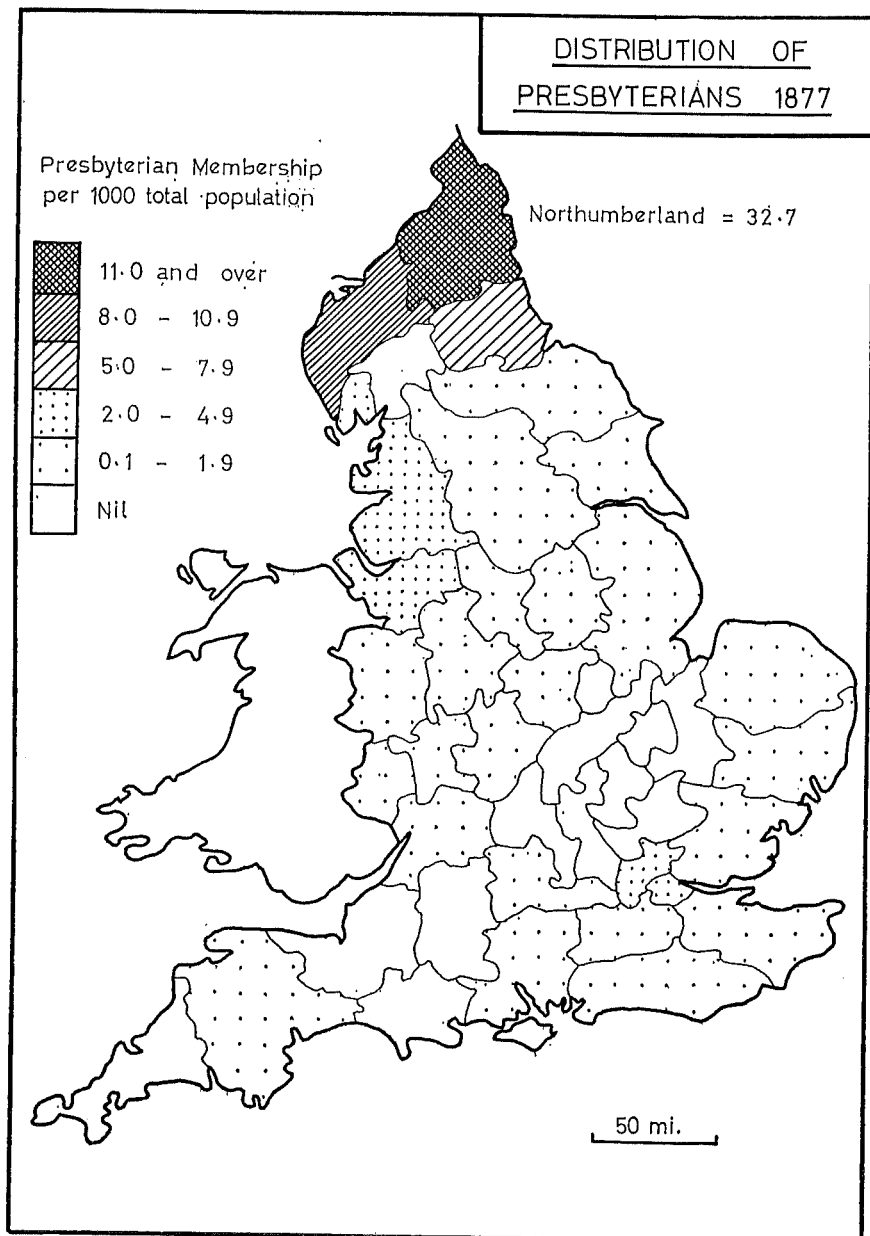 DISTRIBUTION OF
PRESBYTERIANS 1877
Presbyterian Membership
per 1000 total population
Northumberland = 32·7
11·0 and over
8·0 - 10·9
5·0 - 7·9
2·0 - 4·9
0·1 - 1·9
Nil
50 mi.